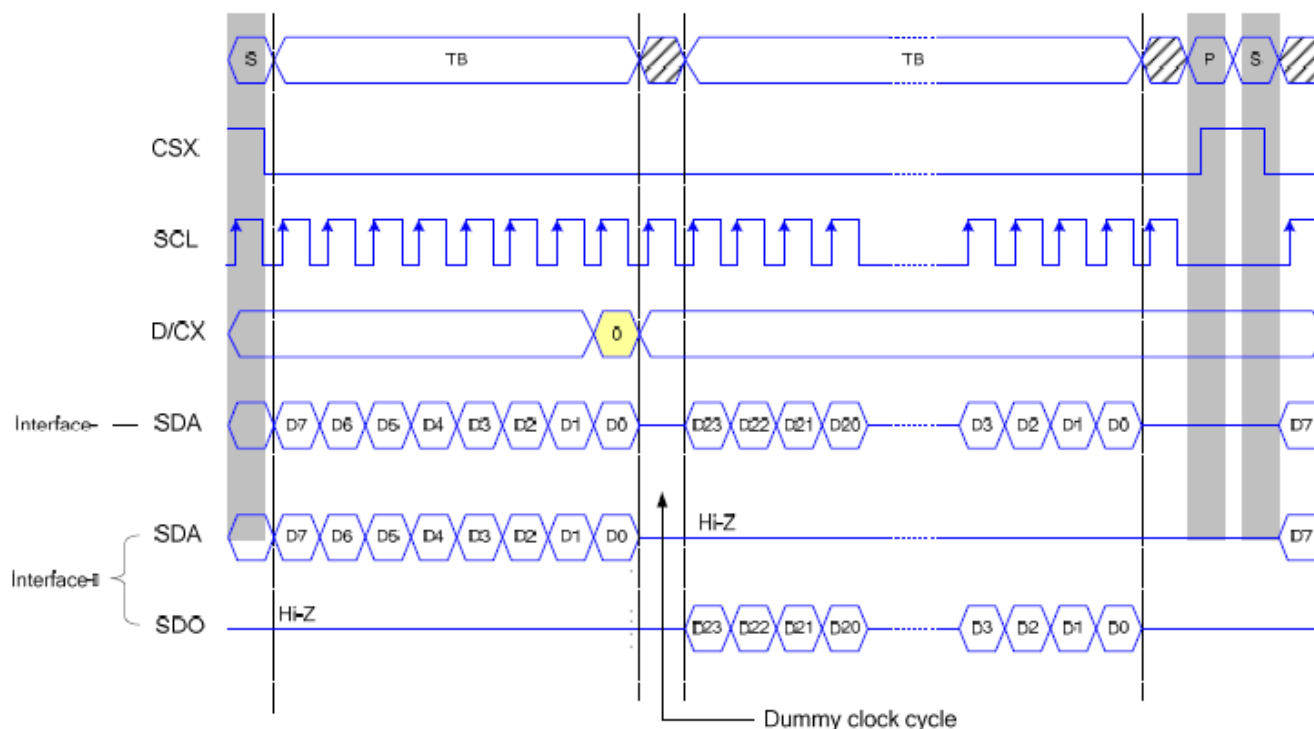 S TB TB P S
CSX
SCL
D/CX 0
Interface-I SDA D7 D6 D5 D4 D3 D2 D1 D0 D23 D22 D21 D20 D3 D2 D1 D0 D7
Hi-Z
SDA D7 D6 D5 D4 D3 D2 D1 D0 D7
Interface-II
Hi-Z
SDO D23 D22 D21 D20 D3 D2 D1 D0
Dummy clock cycle